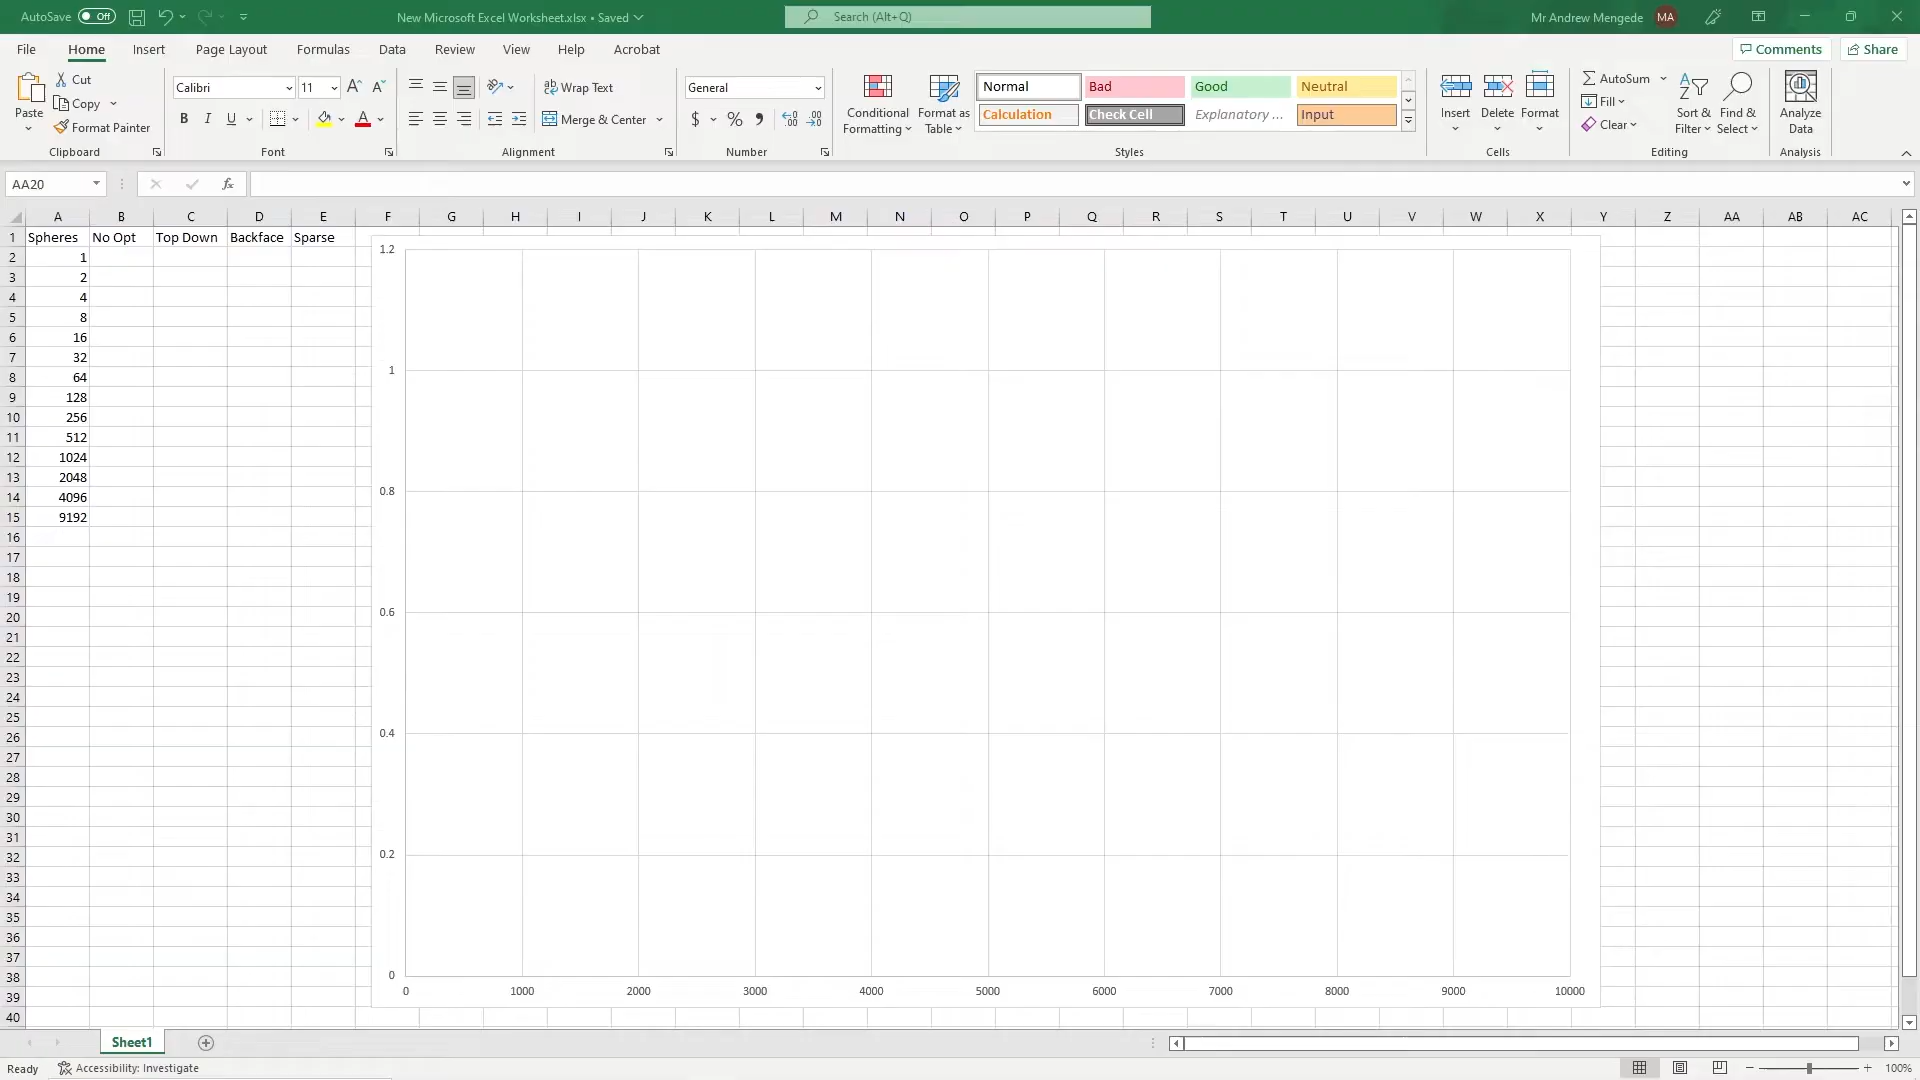 AutoSave Off
New Microsoft Excel Worksheet.xlsx • Saved
Search (Alt+Q)
Mr Andrew Mengede MA
File Home Insert Page Layout Formulas Data Review View Help Acrobat
Comments Share
Paste
Cut
Copy
Format Painter
Clipboard
Calibri 11
B I U
Font
Wrap Text
Merge & Center
Alignment
General
$ %
Number
Conditional Formatting
Format as Table
Normal Bad Good Neutral
Calculation Check Cell Explanatory ... Input
Styles
Insert Delete Format
Cells
AutoSum
Fill
Clear
Sort & Filter
Find & Select
Editing
Analyze Data
Analysis
AA20 fx
A B C D E F G H I J K L M N O P Q R S T U V W X Y Z AA AB AC
1 Spheres No Opt Top Down Backface Sparse
2 1
3 2
4 4
5 8
6 16
7 32
8 64
9 128
10 256
11 512
12 1024
13 2048
14 4096
15 9192
16
17
18
19
20
21
22
23
24
25
26
27
28
29
30
31
32
33
34
35
36
37
38
39
40
1.2
1
0.8
0.6
0.4
0.2
0
0 1000 2000 3000 4000 5000 6000 7000 8000 9000 10000
Sheet1
Ready Accessibility: Investigate
100%